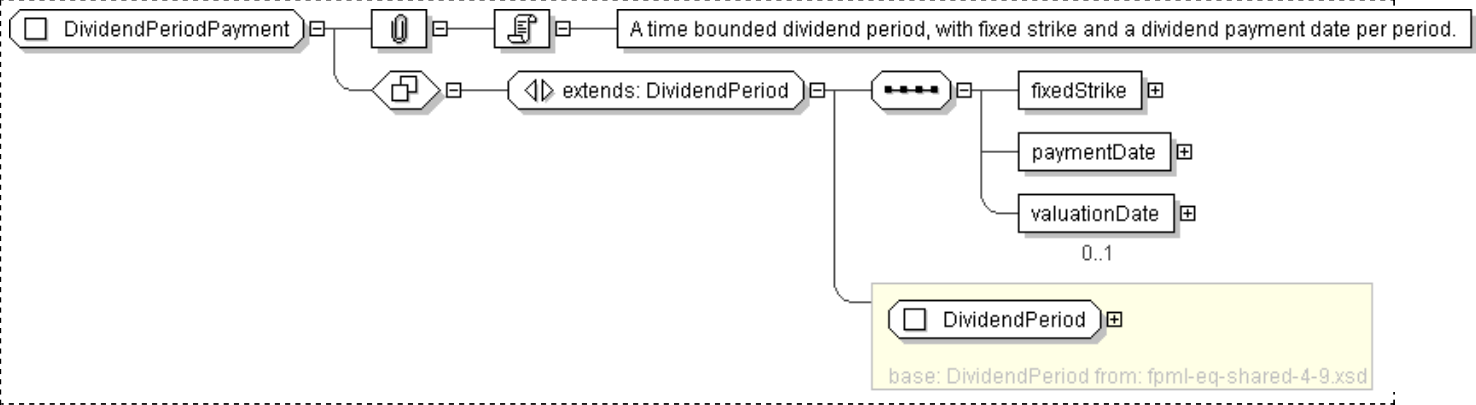 DividendPeriodPayment
A time bounded dividend period, with fixed strike and a dividend payment date per period.
extends: DividendPeriod
fixedStrike
paymentDate
valuationDate
0..1
DividendPeriod
base: DividendPeriod from: fpml-eq-shared-4-9.xsd